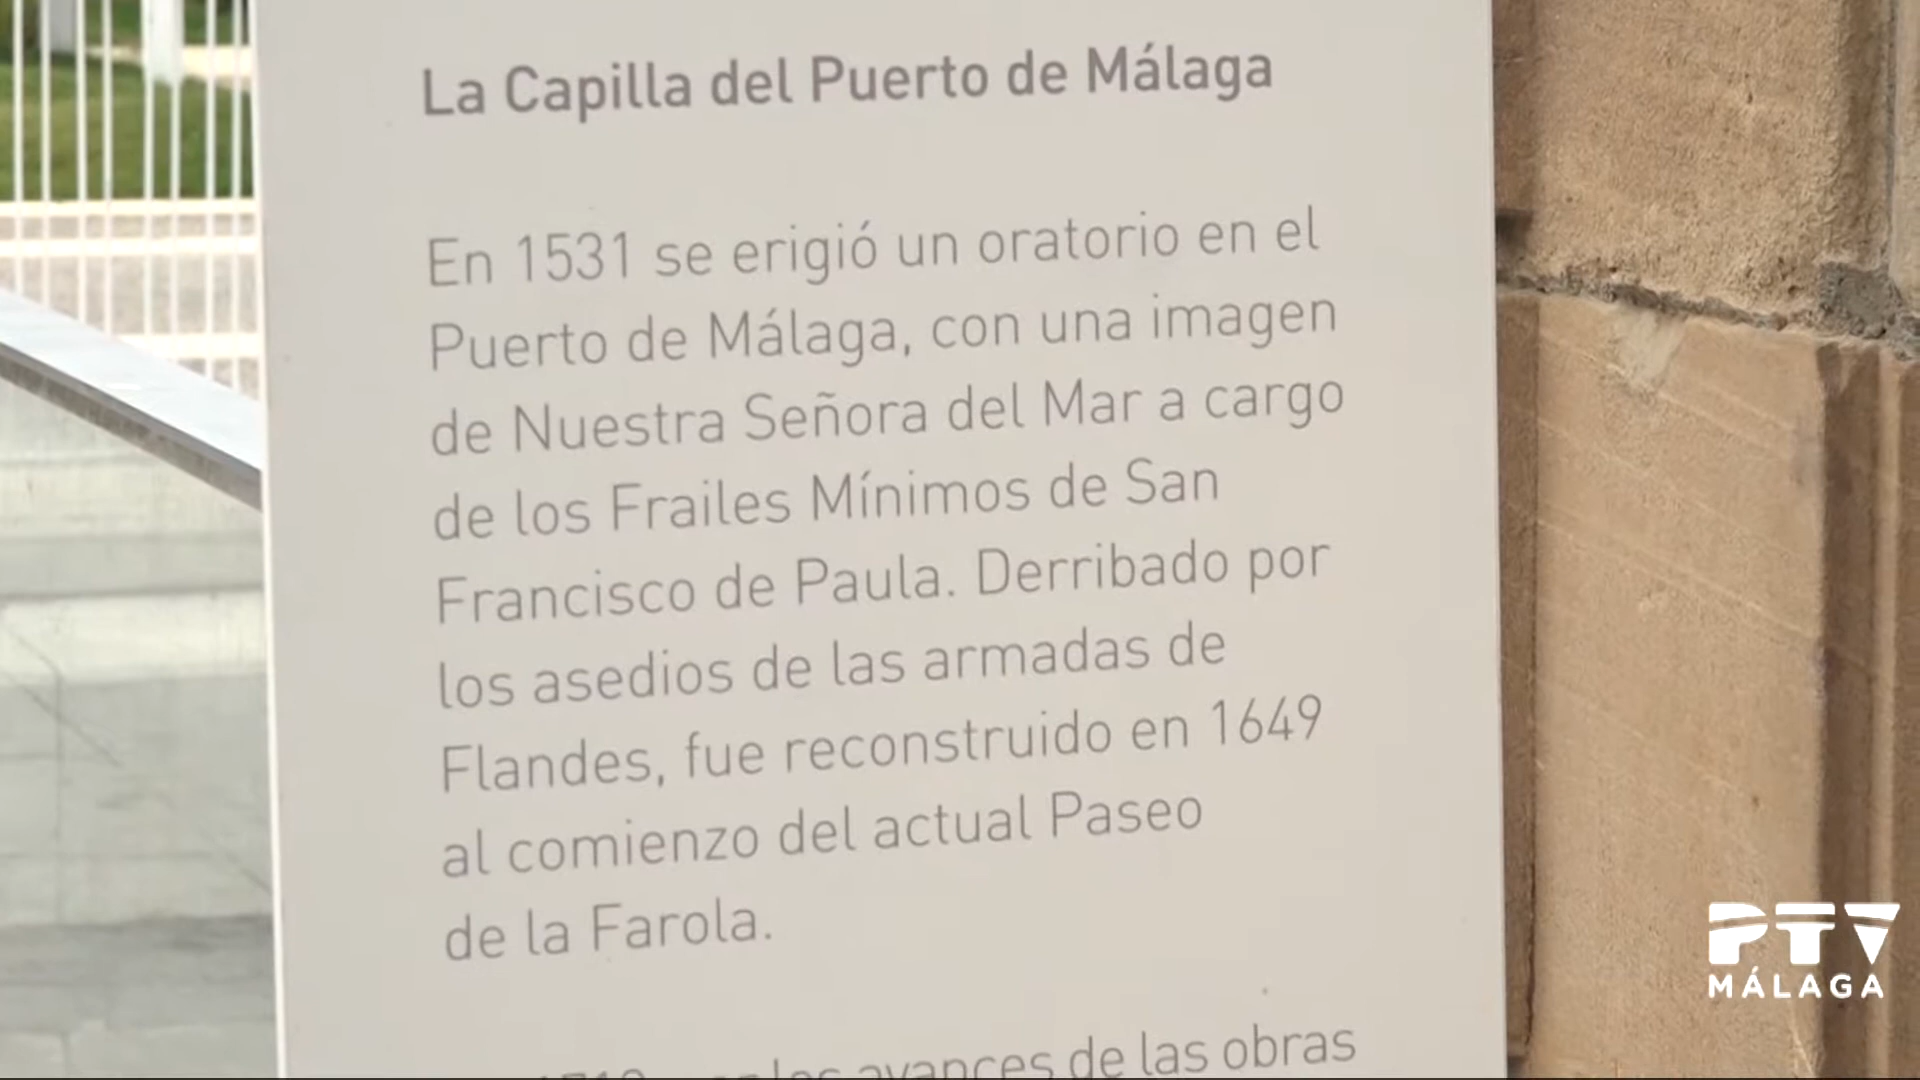 La Capilla del Puerto de Málaga
En 1531 se erigió un oratorio en el
Puerto de Málaga, con una imagen
de Nuestra Señora del Mar a cargo
de los Frailes Mínimos de San
Francisco de Paula. Derribado por
los asedios de las armadas de
Flandes, fue reconstruido en 1649
al comienzo del actual Paseo
de la Farola.
los avances de las obras
PTV
MÁLAGA